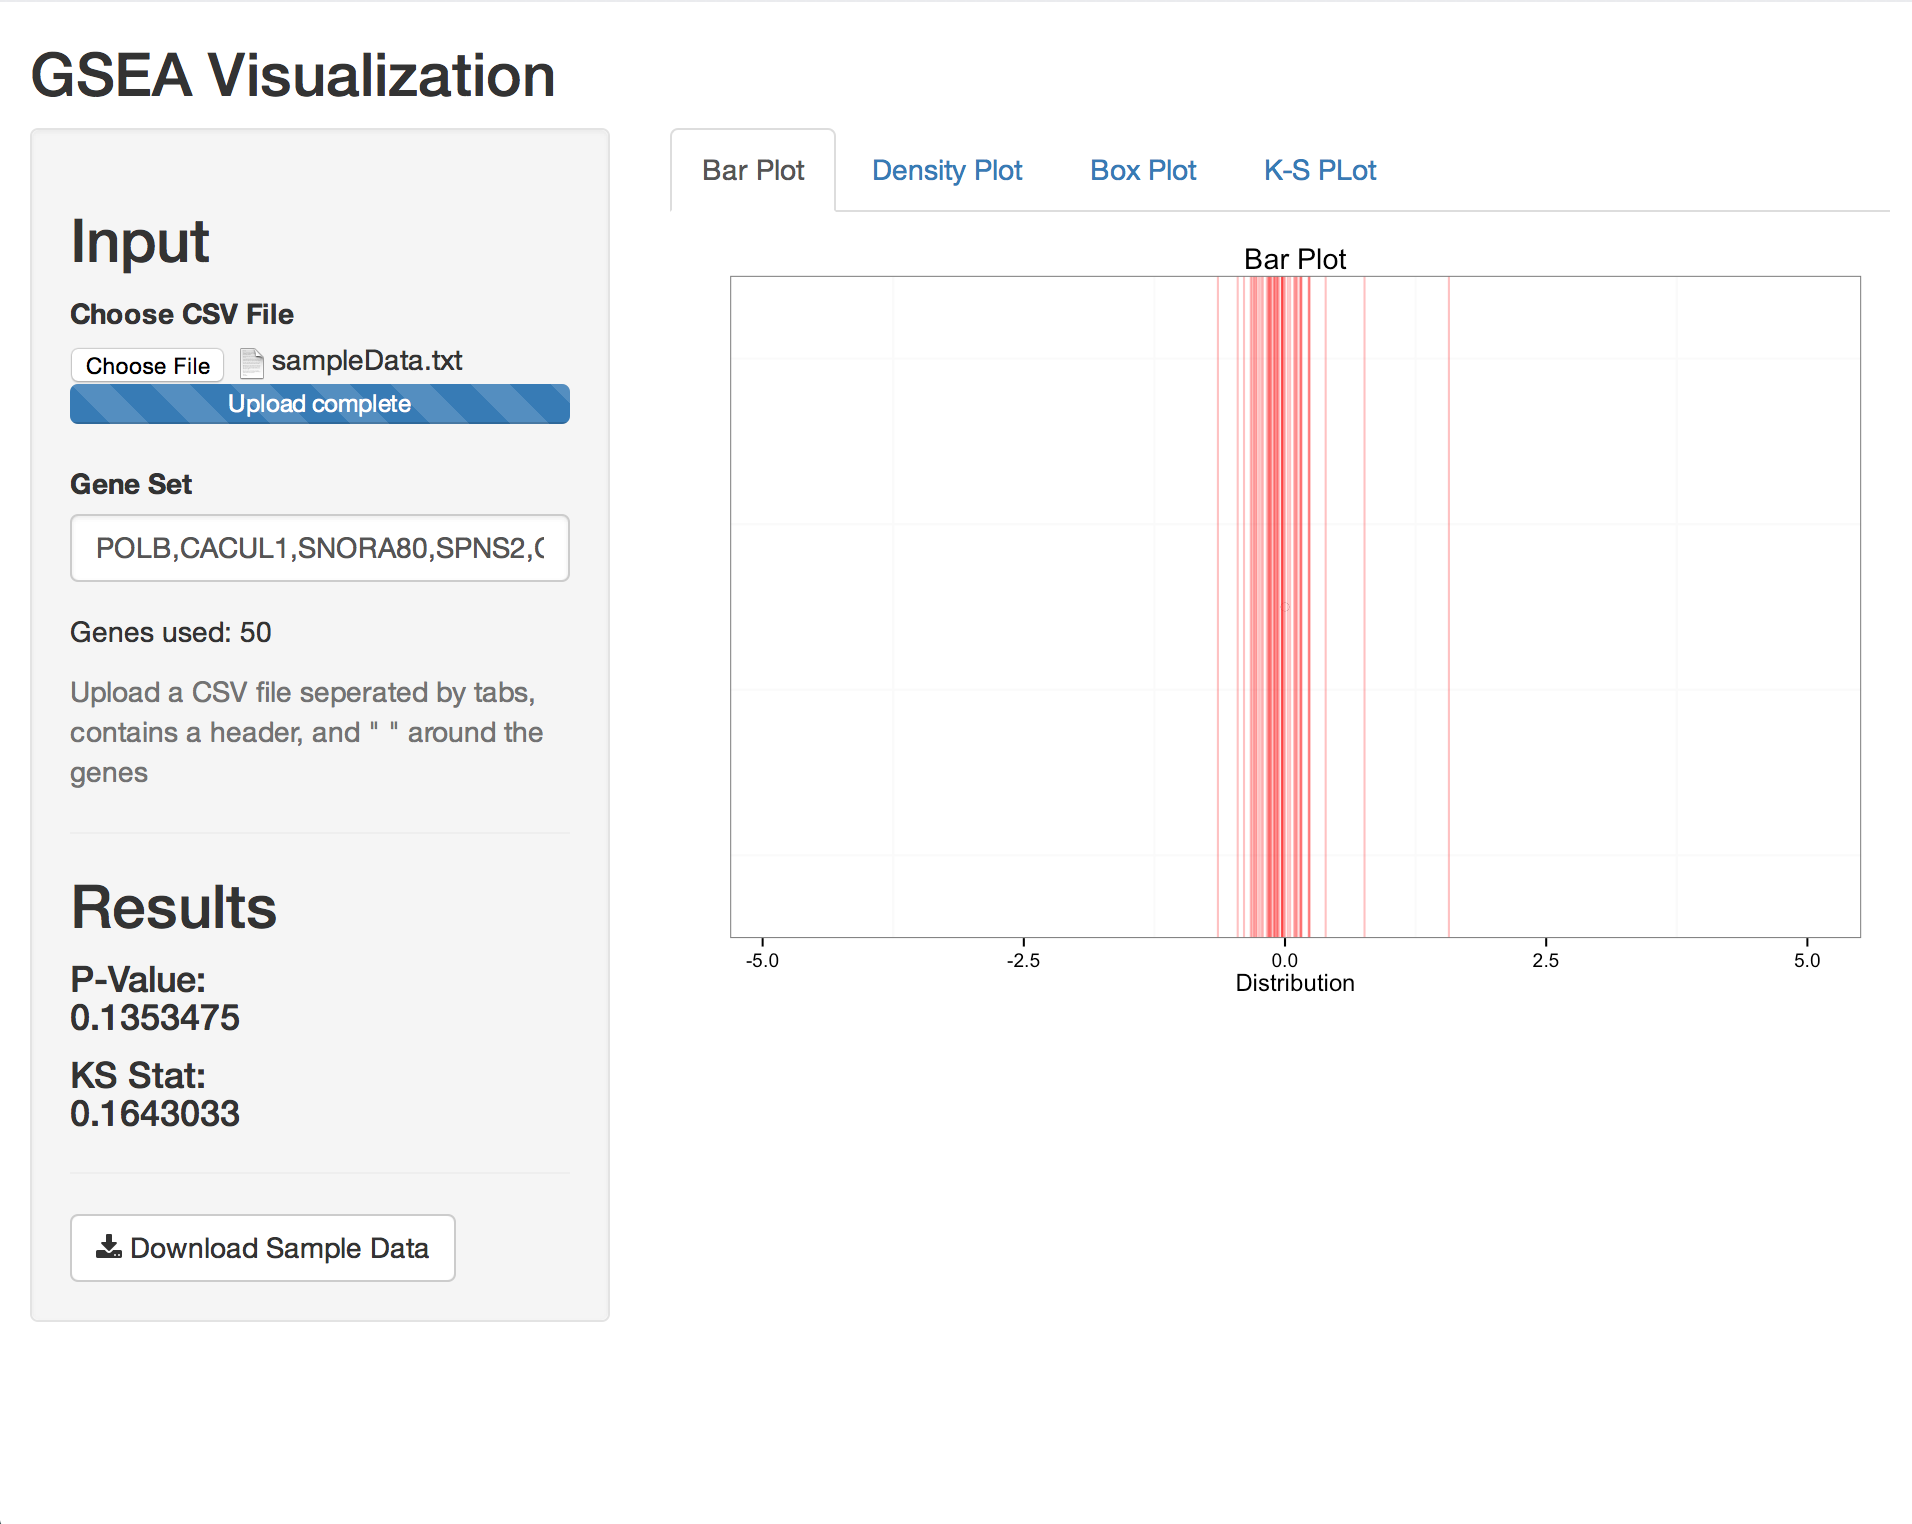 GSEA Visualization
Input
Choose CSV File
Choose File sampleData.txt
Upload complete
Gene Set
POLB,CACUL1,SNORA80,SPNS2,
Genes used: 50
Upload a CSV file seperated by tabs,
contains a header, and " " around the
genes
Results
P-Value:
0.1353475
KS Stat:
0.1643033
Download Sample Data
Bar Plot Density Plot Box Plot K-S PLot
Bar Plot
-5.0 -2.5 0.0 2.5 5.0
Distribution